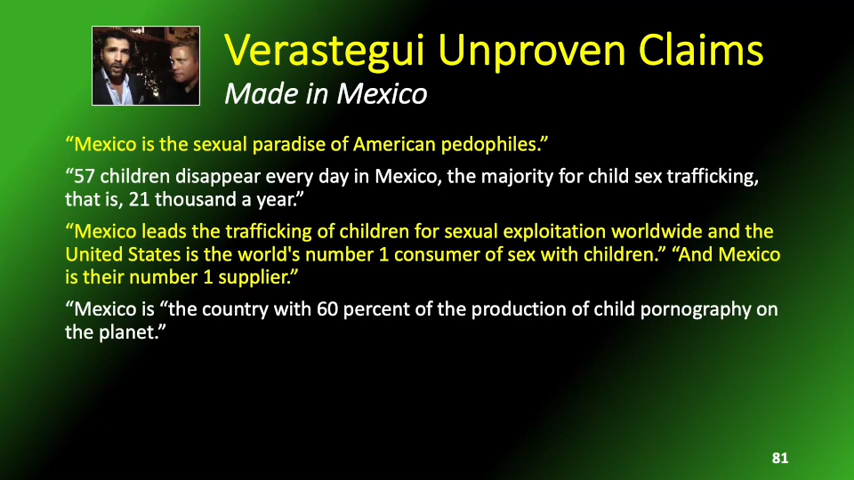 Verastegui Unproven Claims
Made in Mexico
“Mexico is the sexual paradise of American pedophiles.”
“57 children disappear every day in Mexico, the majority for child sex trafficking,
that is, 21 thousand a year.”
“Mexico leads the trafficking of children for sexual exploitation worldwide and the
United States is the world's number 1 consumer of sex with children.” “And Mexico
is their number 1 supplier.”
“Mexico is “the country with 60 percent of the production of child pornography on
the planet.”
81